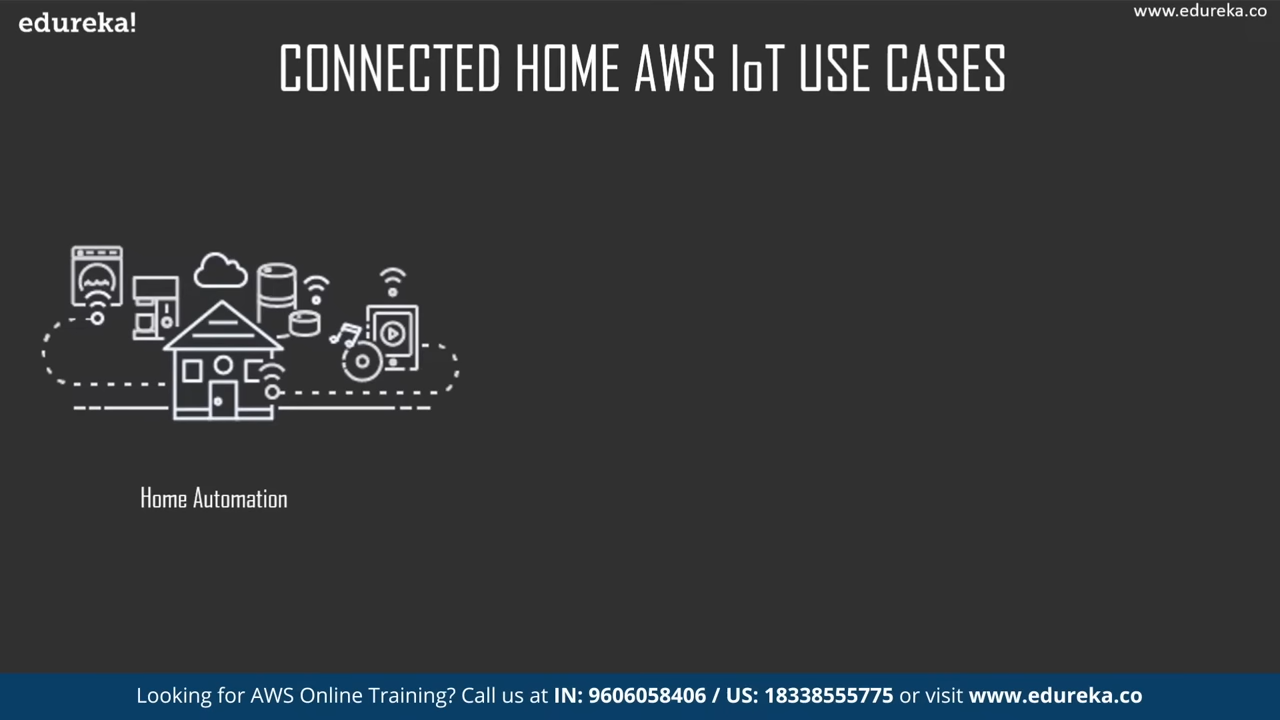 edureka!
www.edureka.co
CONNECTED HOME AWS IoT USE CASES
Home Automation
Looking for AWS Online Training? Call us at IN: 9606058406 / US: 18338555775 or visit www.edureka.co